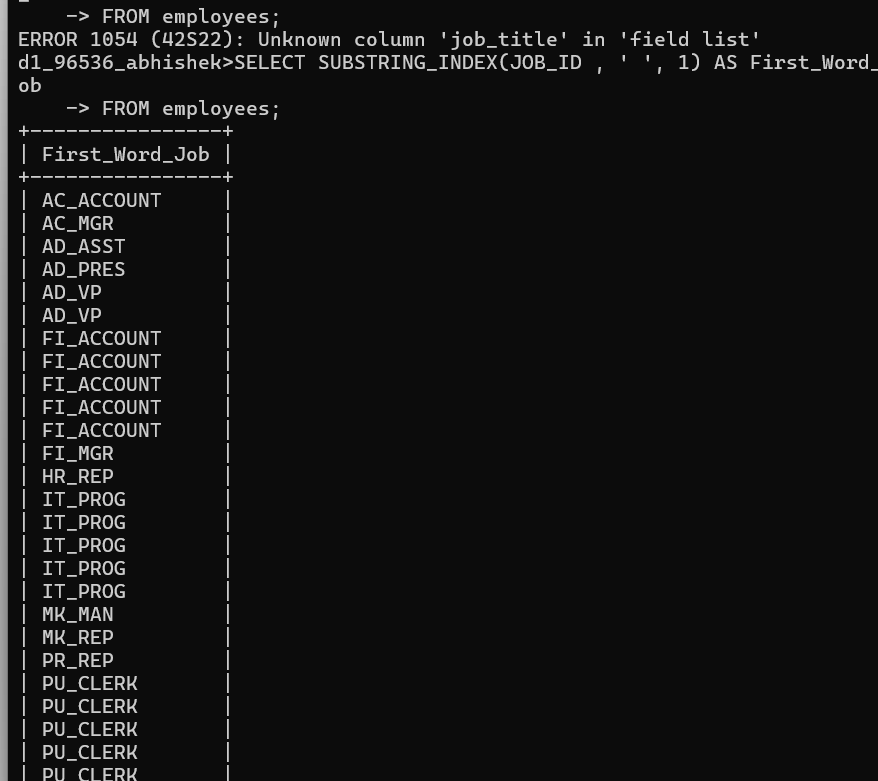 -> FROM employees;
ERROR 1054 (42S22): Unknown column 'job_title' in 'field list'
d1_96536_abhishek>SELECT SUBSTRING_INDEX(JOB_ID , ' ', 1) AS First_Word_
ob
-> FROM employees;
+----------------+
| First_Word_Job |
+----------------+
| AC_ACCOUNT     |
| AC_MGR         |
| AD_ASST        |
| AD_PRES        |
| AD_VP          |
| AD_VP          |
| FI_ACCOUNT     |
| FI_ACCOUNT     |
| FI_ACCOUNT     |
| FI_ACCOUNT     |
| FI_ACCOUNT     |
| FI_MGR         |
| HR_REP         |
| IT_PROG        |
| IT_PROG        |
| IT_PROG        |
| IT_PROG        |
| IT_PROG        |
| MK_MAN         |
| MK_REP         |
| PR_REP         |
| PU_CLERK       |
| PU_CLERK       |
| PU_CLERK       |
| PU_CLERK       |
| PU_CLERK       |